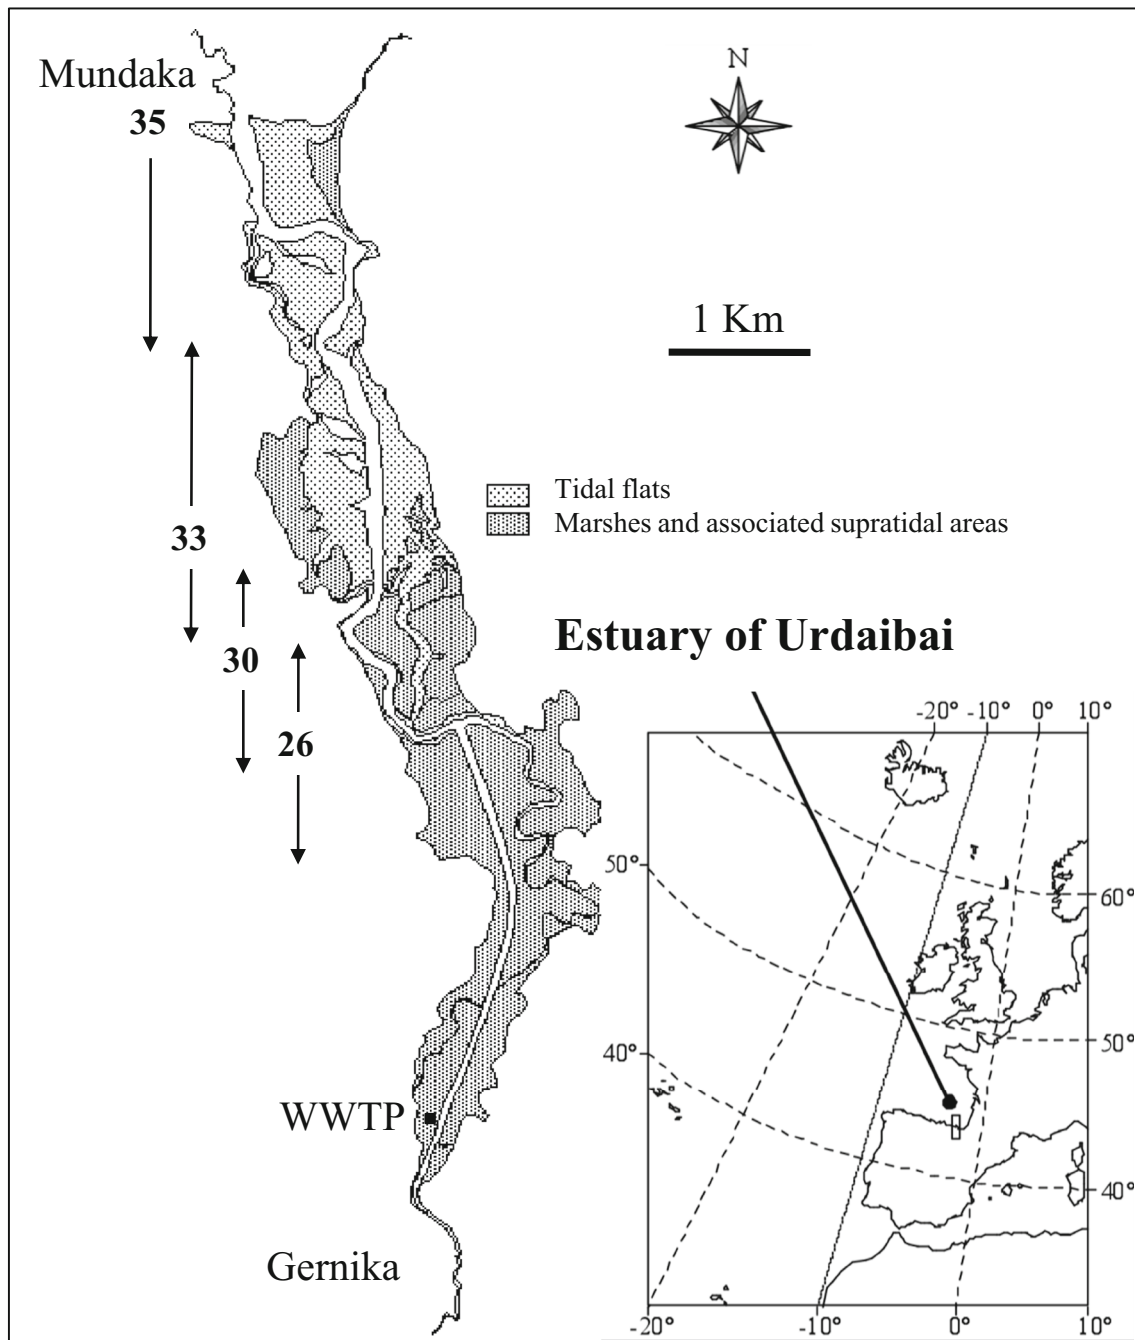 Mundaka
N
35
1 Km
Tidal flats
Marshes and associated supratidal areas
33
Estuary of Urdaibai
30
26
-20° -10° 0° 10°
50°
60°
40°
50°
WWTP
40°
Gernika
-20° -10° 0° 10°